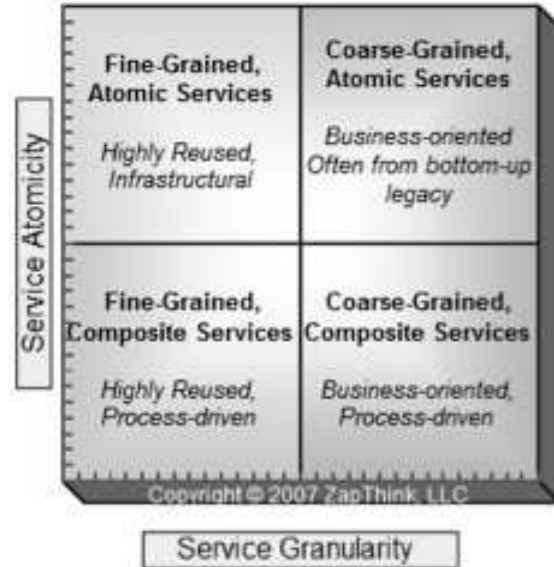 Service Atomicity
Fine-Grained,
Atomic Services
Highly Reused,
Infrastructural
Coarse-Grained,
Atomic Services
Business-oriented
Often from bottom-up
legacy
Fine-Grained,
Composite Services
Highly Reused,
Process-driven
Coarse-Grained,
Composite Services
Business-oriented,
Process-driven
Copyright © 2007 ZapThink, LLC
Service Granularity